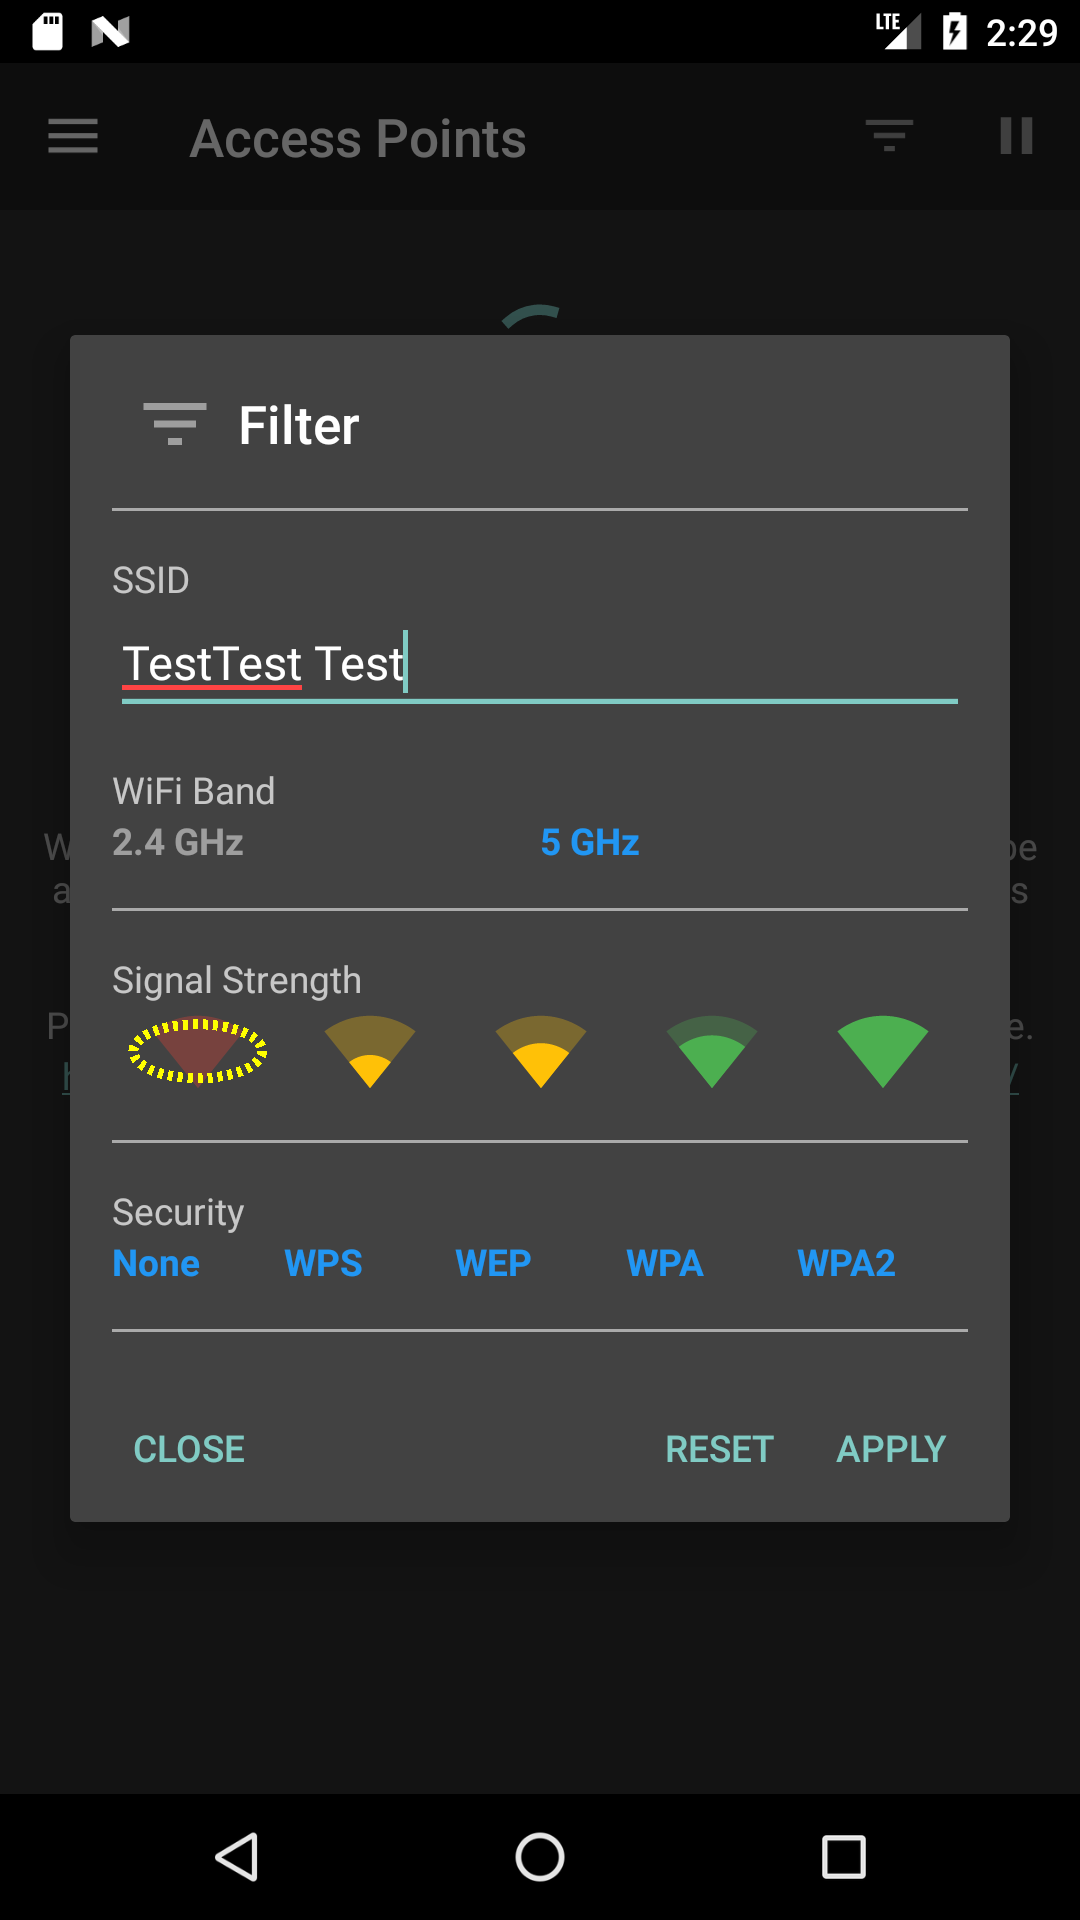 LTE 2:29
Access Points
Filter
SSID
TestTest Test
WiFi Band
2.4 GHz 5 GHz
Signal Strength
Security
None WPS WEP WPA WPA2
CLOSE RESET APPLY